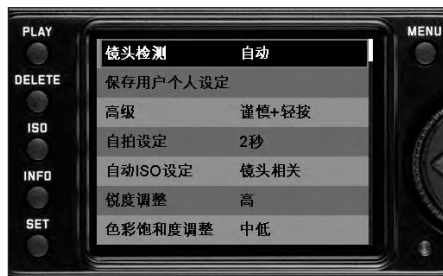 PLAY
MENU
DELETE
ISO
INFO
SET
镜头检测 自动
保存用户个人设定
高级 谨慎+轻按
自拍设定 2秒
自动ISO设定 镜头相关
锐度调整 高
色彩饱和度调整 中低